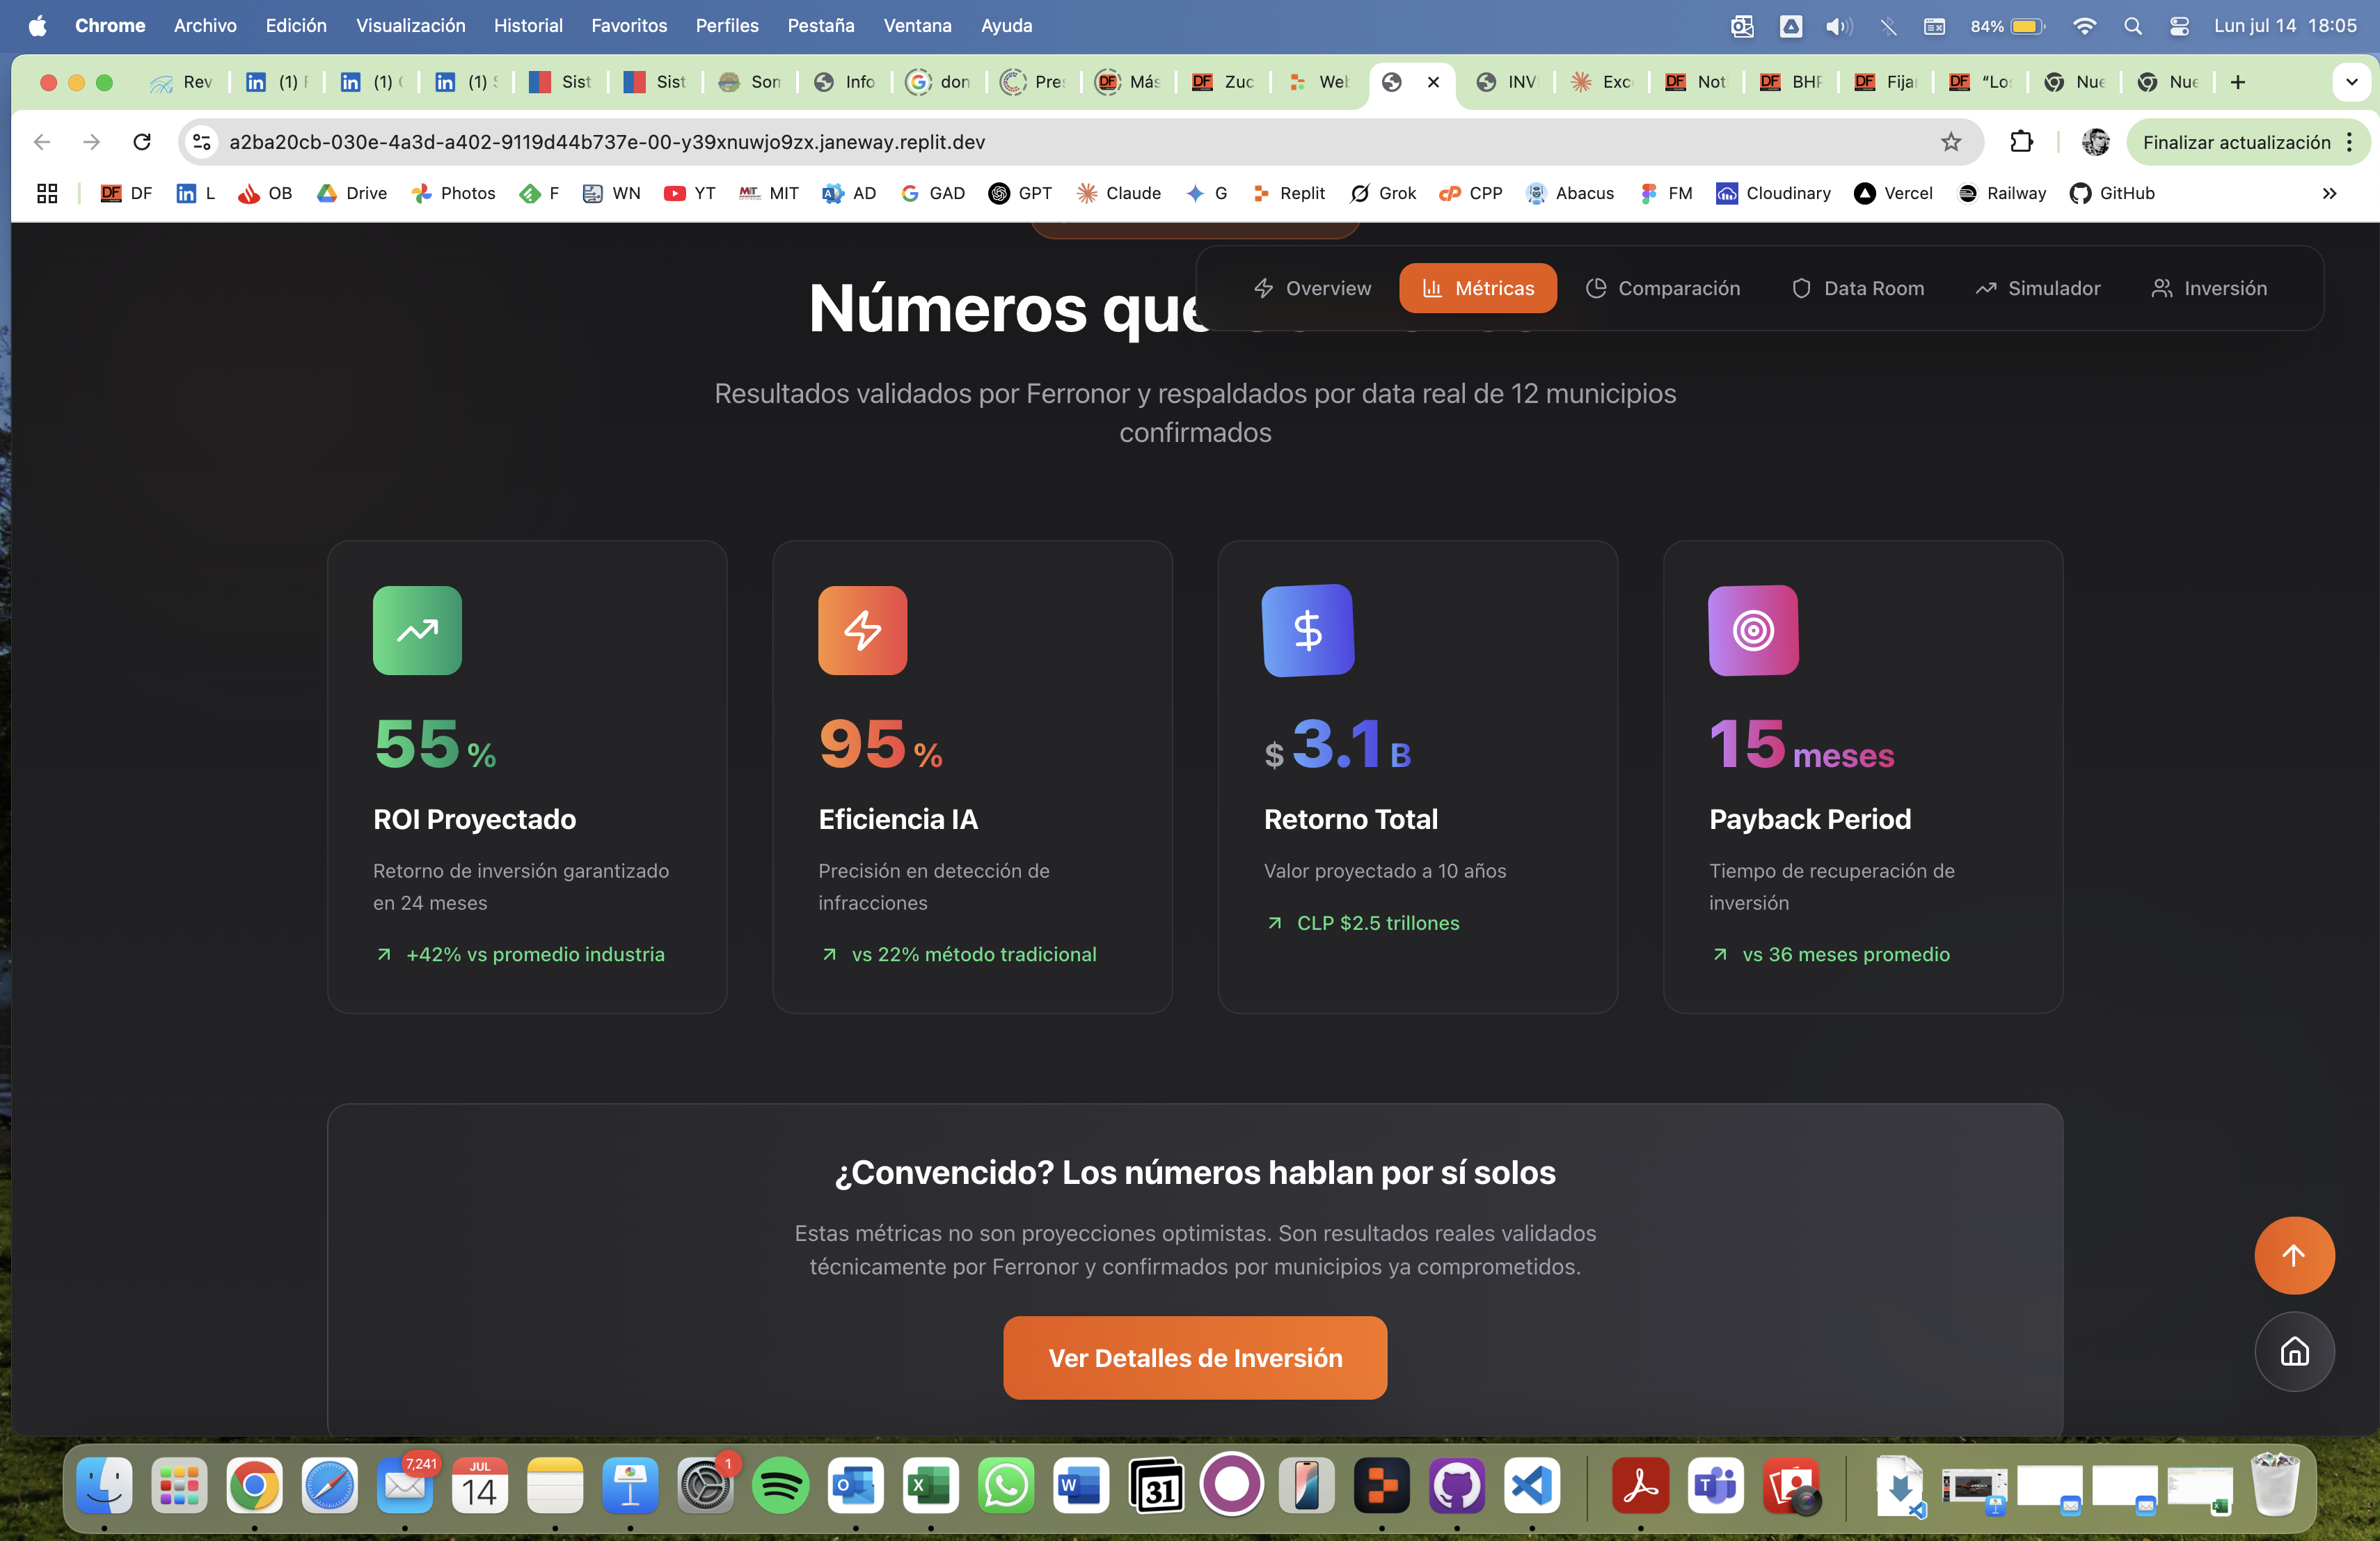 Chrome Archivo Edición Visualización Historial Favoritos Perfiles Pestaña Ventana Ayuda 84% Lun jul 14 18:05
Rev (1) (1) (1) Sist Sist Son Info don Pre Más Zuc Web INV Exc Not BHP Fijar “Lo Nue Nue
a2ba20cb-030e-4a3d-a402-9119d44b737e-00-y39xnuwjo9zx.janeway.replit.dev Finalizar actualización
DF L OB Drive Photos F WN YT MIT AD GAD GPT Claude G Replit Grok CPP Abacus FM Cloudinary Vercel Railway GitHub
Overview Métricas Comparación Data Room Simulador Inversión
Números que
Resultados validados por Ferronor y respaldados por data real de 12 municipios
confirmados
55 %
ROI Proyectado
Retorno de inversión garantizado
en 24 meses
+42% vs promedio industria
95 %
Eficiencia IA
Precisión en detección de
infracciones
vs 22% método tradicional
$ 3.1 B
Retorno Total
Valor proyectado a 10 años
CLP $2.5 trillones
15 meses
Payback Period
Tiempo de recuperación de
inversión
vs 36 meses promedio
¿Convencido? Los números hablan por sí solos
Estas métricas no son proyecciones optimistas. Son resultados reales validados
técnicamente por Ferronor y confirmados por municipios ya comprometidos.
Ver Detalles de Inversión
7,241
JUL
14
1
31